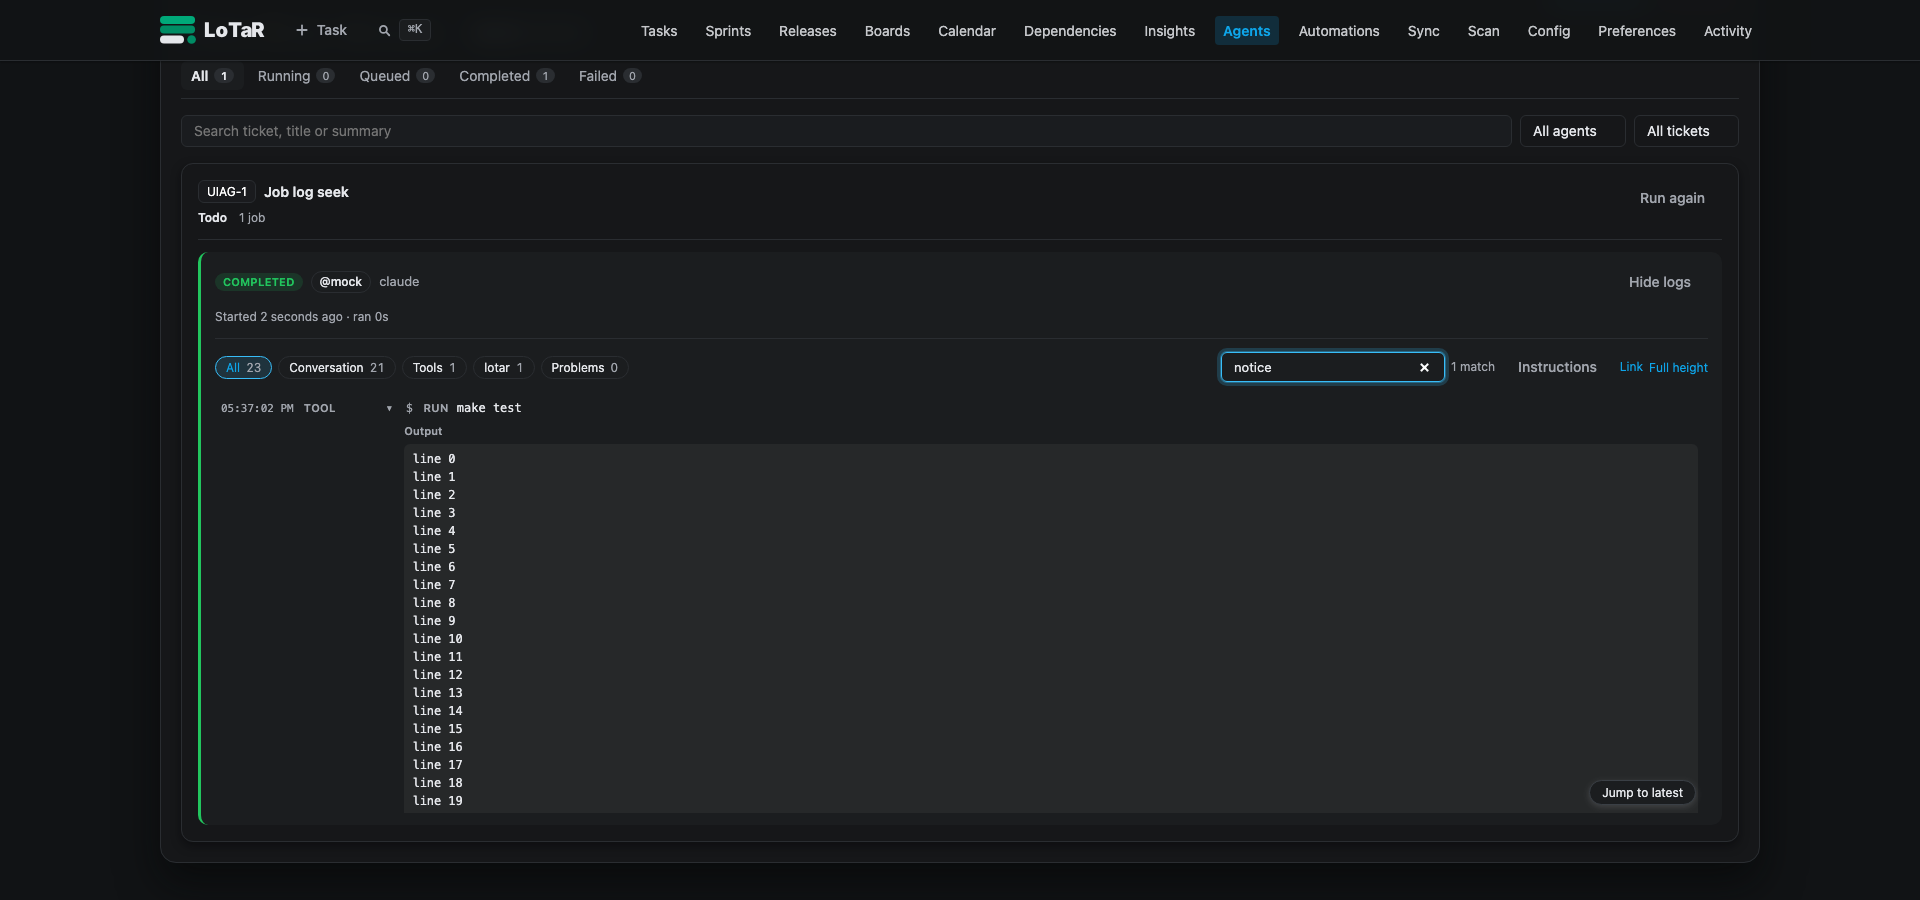 LoTaR + Task ⌘K Tasks Sprints Releases Boards Calendar Dependencies Insights Agents Automations Sync Scan Config Preferences Activity
All 1 Running 0 Queued 0 Completed 1 Failed 0
Search ticket, title or summary All agents All tickets
UIAG-1 Job log seek Run again
Todo 1 job
COMPLETED @mock claude Hide logs
Started 2 seconds ago · ran 0s
All 23 Conversation 21 Tools 1 lotar 1 Problems 0 notice × 1 match Instructions Link Full height
05:37:02 PM TOOL ▾ $ RUN make test
Output
line 0
line 1
line 2
line 3
line 4
line 5
line 6
line 7
line 8
line 9
line 10
line 11
line 12
line 13
line 14
line 15
line 16
line 17
line 18
line 19
Jump to latest